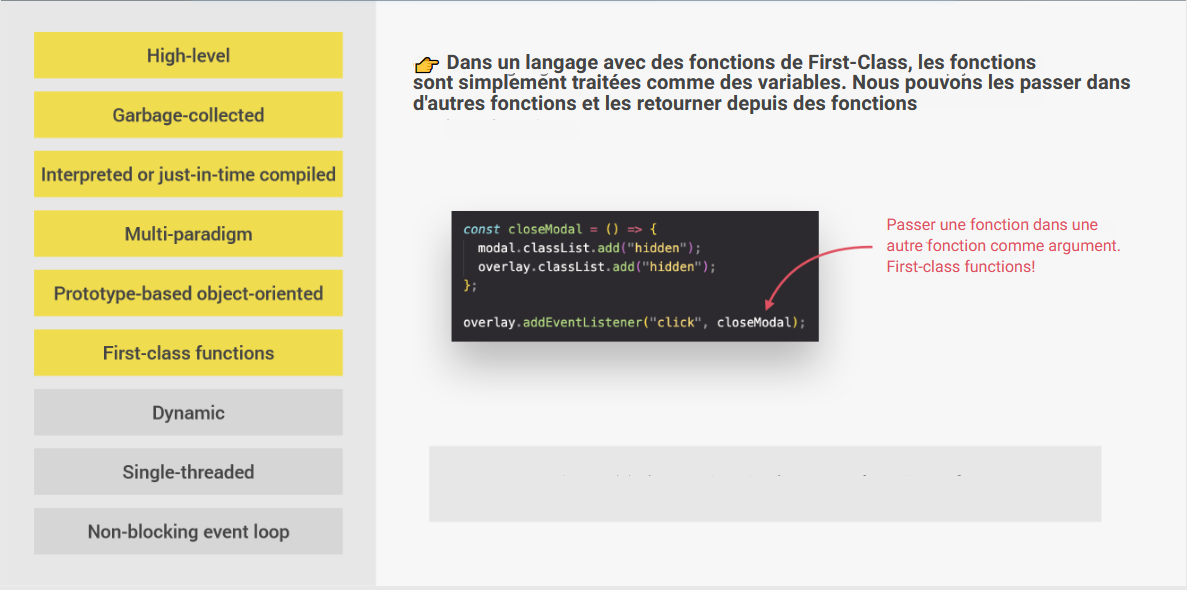 High-level
Garbage-collected
Interpreted or just-in-time compiled
Multi-paradigm
Prototype-based object-oriented
First-class functions
Dynamic
Single-threaded
Non-blocking event loop
👉 Dans un langage avec des fonctions de First-Class, les fonctions
sont simplement traitées comme des variables. Nous pouvons les passer dans
d'autres fonctions et les retourner depuis des fonctions
const closeModal = () => {
  modal.classList.add("hidden");
  overlay.classList.add("hidden");
};
overlay.addEventListener("click", closeModal);
Passer une fonction dans une
autre fonction comme argument.
First-class functions!